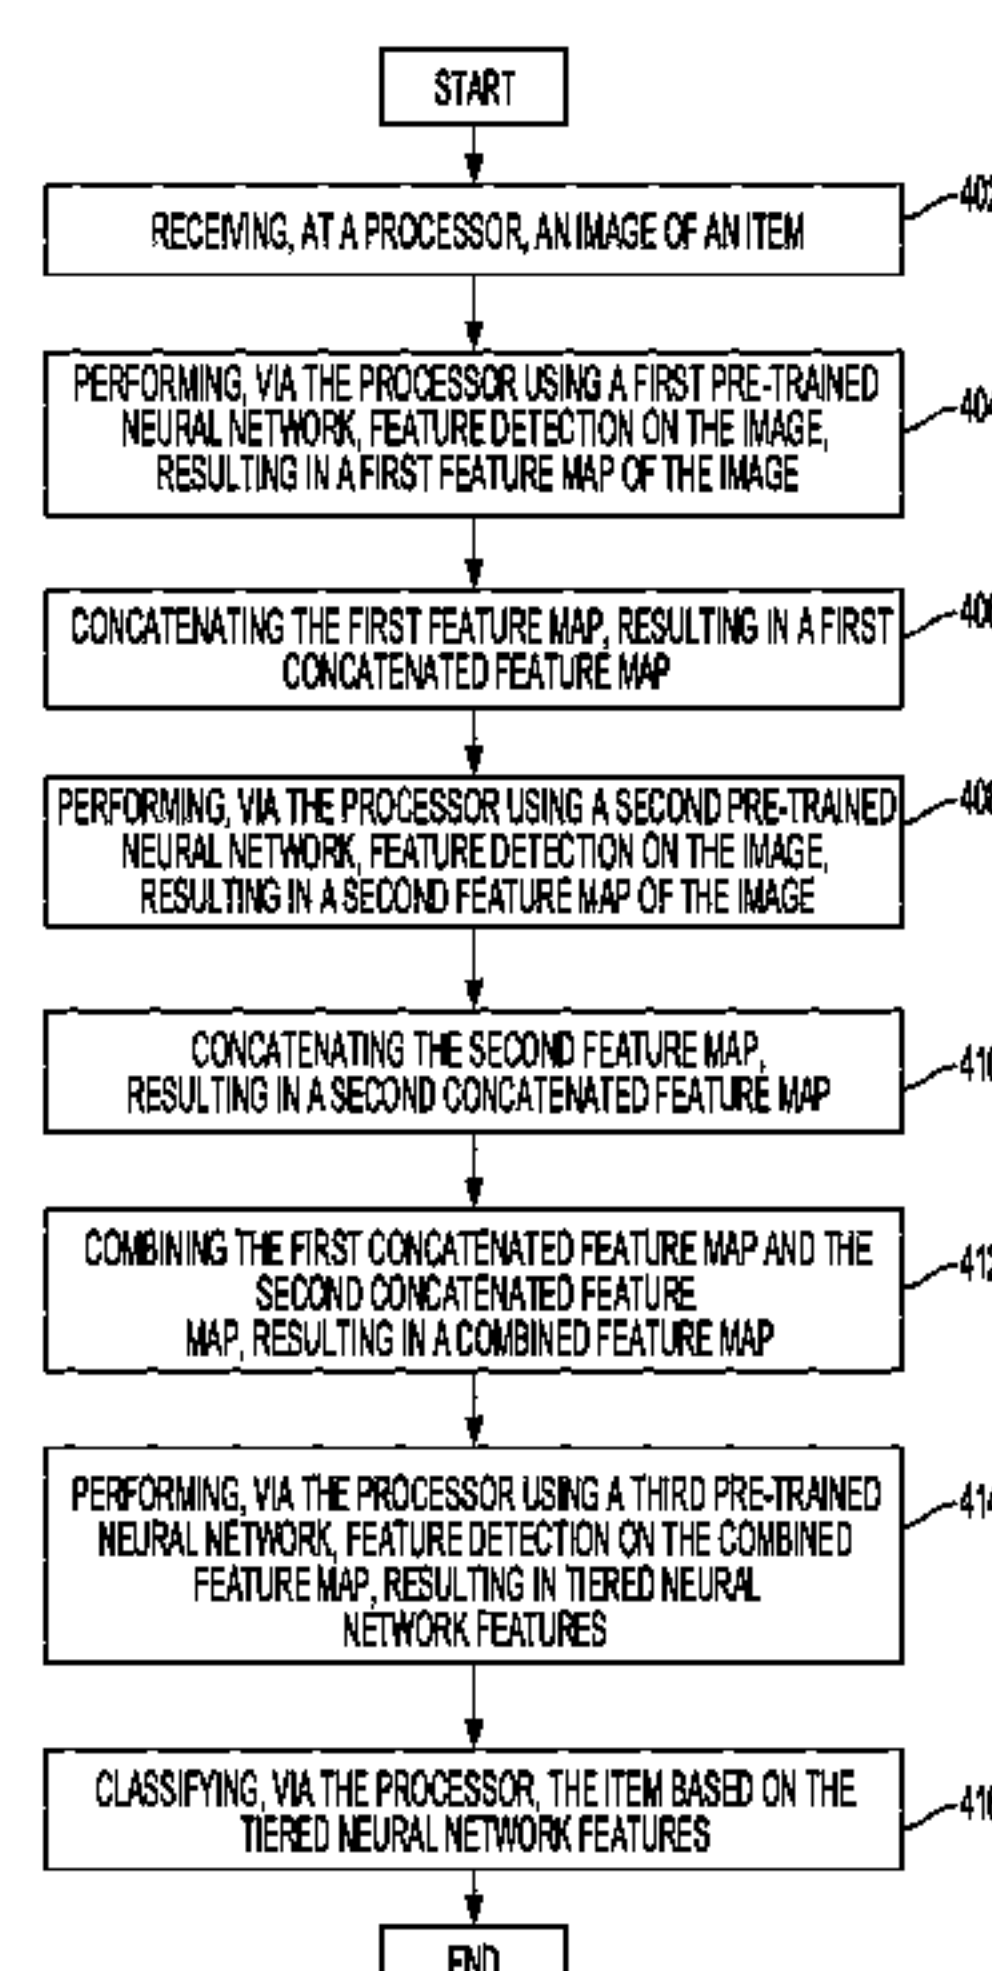 START
RECEIVING, AT A PROCESSOR, AN IMAGE OF AN ITEM
402
PERFORMING, VIA THE PROCESSOR USING A FIRST PRE-TRAINED
NEURAL NETWORK, FEATURE DETECTION ON THE IMAGE,
RESULTING IN A FIRST FEATURE MAP OF THE IMAGE
404
CONCATENATING THE FIRST FEATURE MAP, RESULTING IN A FIRST
CONCATENATED FEATURE MAP
PERFORMING, VIA THE PROCESSOR USING A SECOND PRE-TRAINED
NEURAL NETWORK, FEATURE DETECTION ON THE IMAGE,
RESULTING IN A SECOND FEATURE MAP OF THE IMAGE
CONCATENATING THE SECOND FEATURE MAP,
RESULTING IN A SECOND CONCATENATED FEATURE MAP
COMBINING THE FIRST CONCATENATED FEATURE MAP AND THE
SECOND CONCATENATED FEATURE
MAP, RESULTING IN A COMBINED FEATURE MAP
412
PERFORMING, VIA THE PROCESSOR USING A THIRD PRE-TRAINED
NEURAL NETWORK, FEATURE DETECTION ON THE COMBINED
FEATURE MAP, RESULTING IN TIERED NEURAL
NETWORK FEATURES
414
CLASSIFYING, VIA THE PROCESSOR, THE ITEM BASED ON THE
TIERED NEURAL NETWORK FEATURES
END